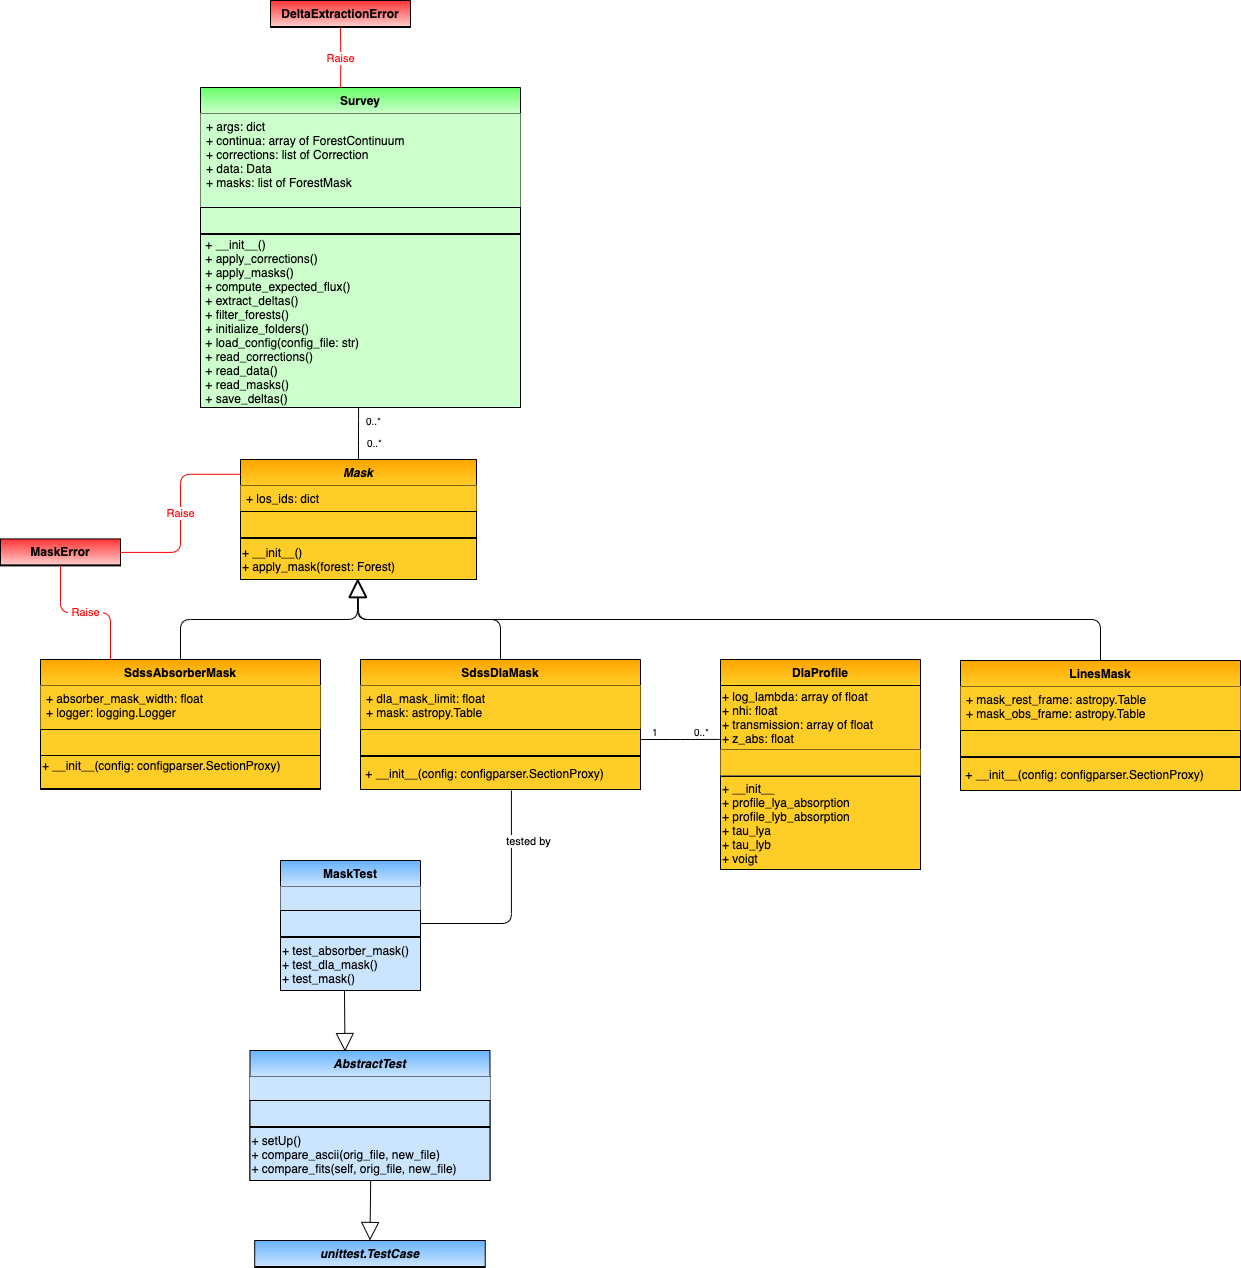 DeltaExtractionError
Raise
Survey
+ args: dict
+ continua: array of ForestContinuum
+ corrections: list of Correction
+ data: Data
+ masks: list of ForestMask
+ __init__()
+ apply_corrections()
+ apply_masks()
+ compute_expected_flux()
+ extract_deltas()
+ filter_forests()
+ initialize_folders()
+ load_config(config_file: str)
+ read_corrections()
+ read_data()
+ read_masks()
+ save_deltas()
0..*
0..*
Mask
+ los_ids: dict
+ __init__()
+ apply_mask(forest: Forest)
Raise
MaskError
Raise
SdssAbsorberMask
+ absorber_mask_width: float
+ logger: logging.Logger
+ __init__(config: configparser.SectionProxy)
SdssDlaMask
+ dla_mask_limit: float
+ mask: astropy.Table
+ __init__(config: configparser.SectionProxy)
1
0..*
DlaProfile
+ log_lambda: array of float
+ nhi: float
+ transmission: array of float
+ z_abs: float
+ __init__
+ profile_lya_absorption
+ profile_lyb_absorption
+ tau_lya
+ tau_lyb
+ voigt
LinesMask
+ mask_rest_frame: astropy.Table
+ mask_obs_frame: astropy.Table
+ __init__(config: configparser.SectionProxy)
tested by
MaskTest
+ test_absorber_mask()
+ test_dla_mask()
+ test_mask()
AbstractTest
+ setUp()
+ compare_ascii(orig_file, new_file)
+ compare_fits(self, orig_file, new_file)
unittest.TestCase